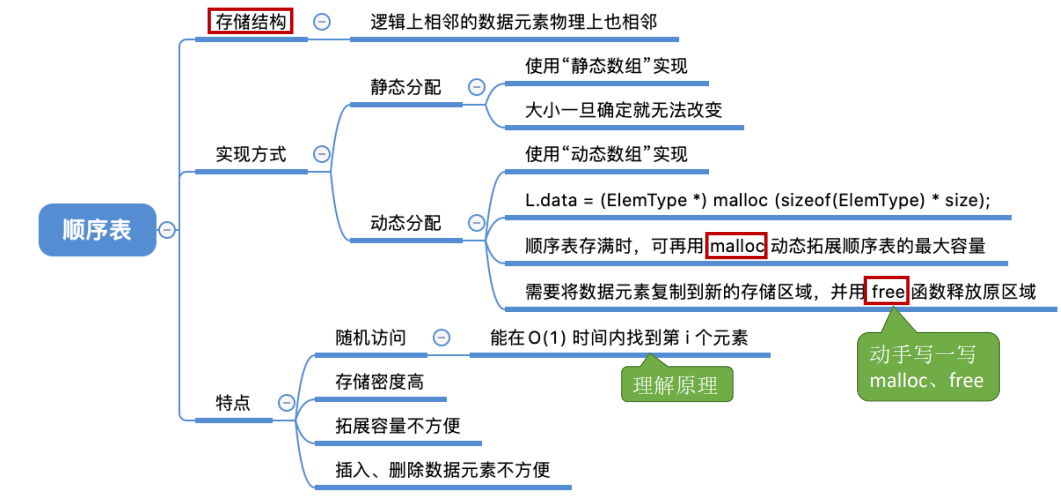 存储结构
逻辑上相邻的数据元素物理上也相邻
使用“静态数组”实现
静态分配
大小一旦确定就无法改变
实现方式
使用“动态数组”实现
L.data = (ElemType *) malloc (sizeof(ElemType) * size);
动态分配
顺序表
顺序表存满时，可再用 malloc 动态拓展顺序表的最大容量
需要将数据元素复制到新的存储区域，并用 free 函数释放原区域
随机访问
能在 O(1) 时间内找到第 i 个元素
动手写一写
malloc、free
理解原理
存储密度高
特点
拓展容量不方便
插入、删除数据元素不方便